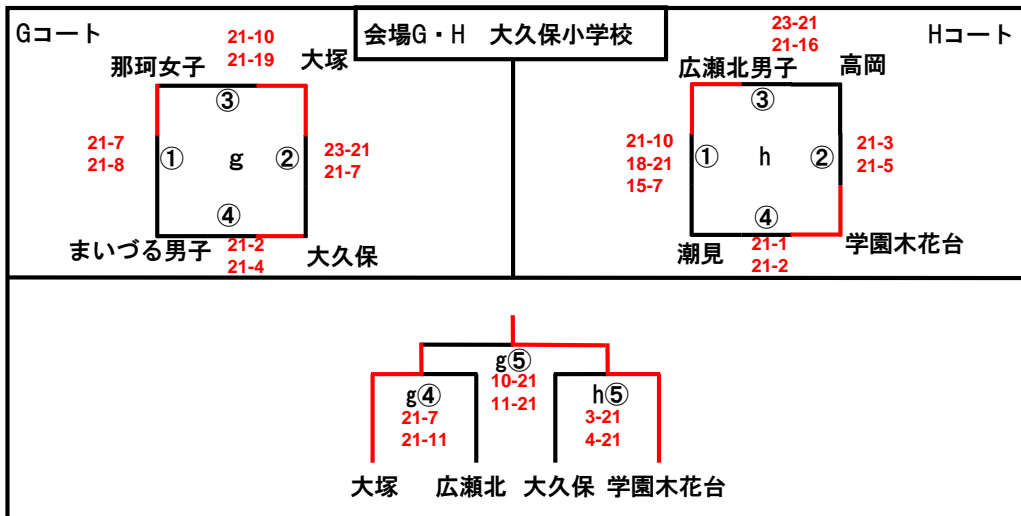 Gコート
会場G・H 大久保小学校
Hコート
21-10
21-19
那珂女子
大塚
③
21-7
21-8
①
g
②
23-21
21-7
④
まいづる男子
21-2
21-4
大久保
23-21
21-16
広瀬北男子
高岡
③
21-10
18-21
15-7
①
h
②
21-3
21-5
④
潮見
21-1
21-2
学園木花台
g⑤
10-21
11-21
g④
21-7
21-11
h⑤
3-21
4-21
大塚 広瀬北 大久保 学園木花台